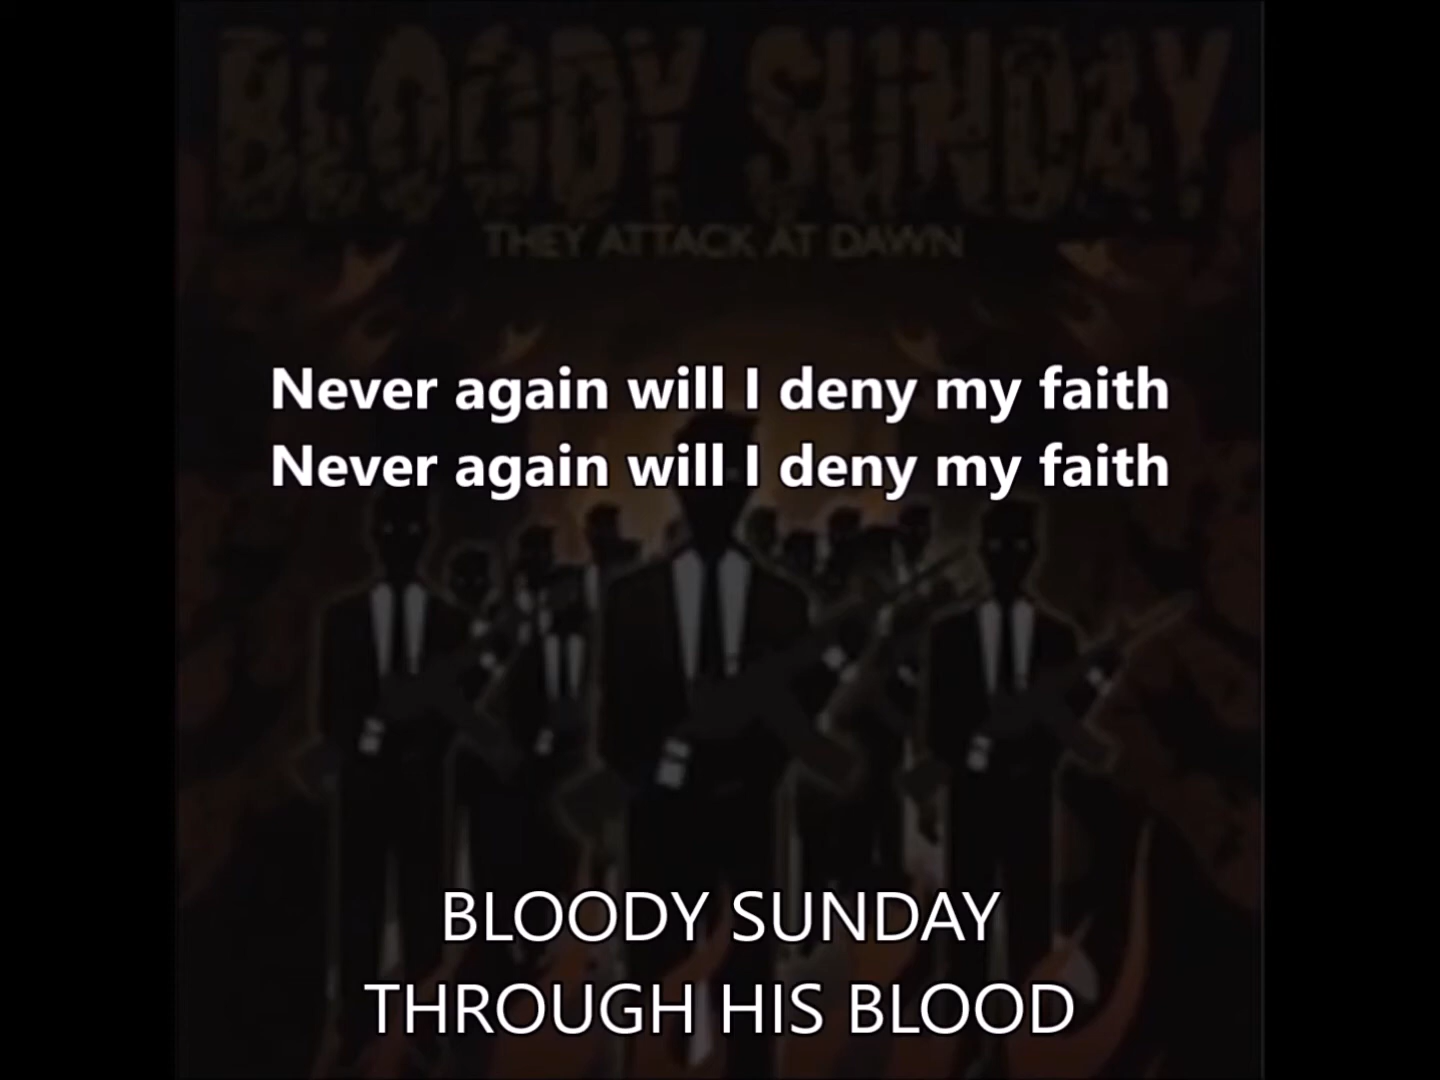 BLOODY SUNDAY
THEY ATTACK AT DAWN
Never again will I deny my faith
Never again will I deny my faith
BLOODY SUNDAY
THROUGH HIS BLOOD